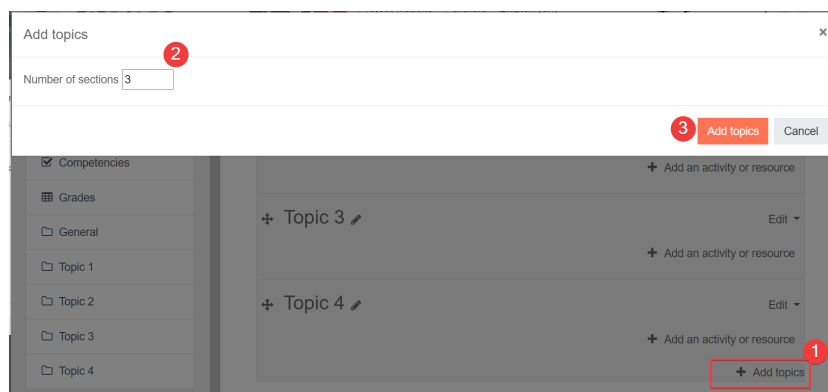 Add topics ×
2
Number of sections 3
3 Add topics Cancel
Competencies
+ Add an activity or resource
Grades
Topic 3
Edit
General
+ Add an activity or resource
Topic 1
Topic 2
Topic 4
Edit
Topic 3
+ Add an activity or resource
1
Topic 4
+ Add topics